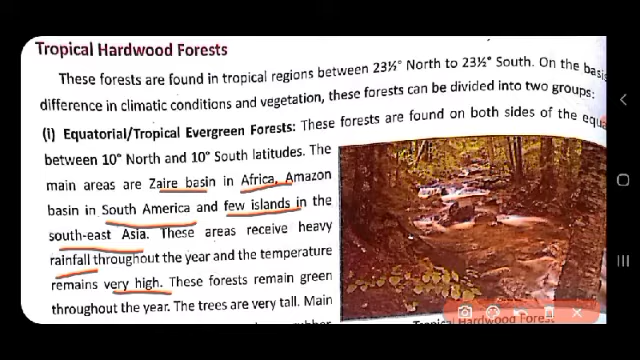 Tropical Hardwood Forests
These forests are found in tropical regions between 23½° North to 23½° South. On the basis
difference in climatic conditions and vegetation, these forests can be divided into two groups:
(i) Equatorial/Tropical Evergreen Forests: These forests are found on both sides of the equa
between 10° North and 10° South latitudes. The
main areas are Zaire basin in Africa, Amazon
basin in South America and few islands in the
south-east Asia. These areas receive heavy
rainfall throughout the year and the temperature
remains very high. These forests remain green
throughout the year. The trees are very tall. Main
Tropical Hardwood Forest